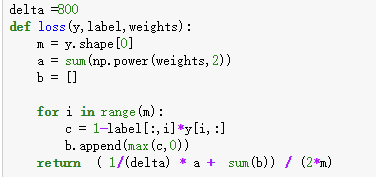 delta =800
def loss(y,label,weights):
    m = y.shape[0]
    a = sum(np.power(weights,2))
    b = []

    for i in range(m):
        c = 1-label[:,i]*y[i,:]
        b.append(max(c,0))
    return  ( 1/(delta) * a +  sum(b)) / (2*m)